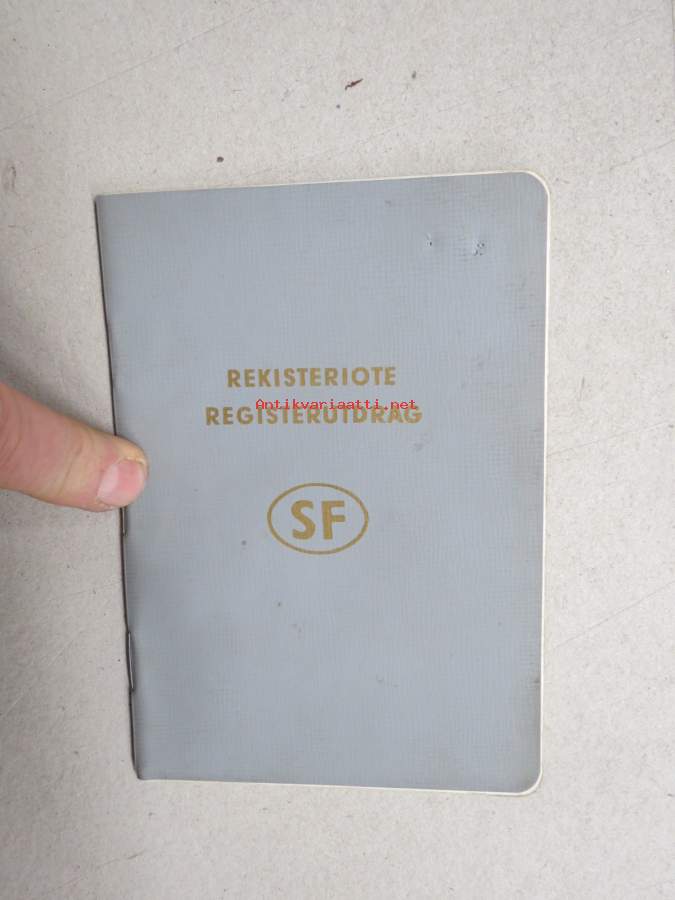 REKISTERIOTE
Antikvariaatti.net
REGISTERUTDRAG
SF